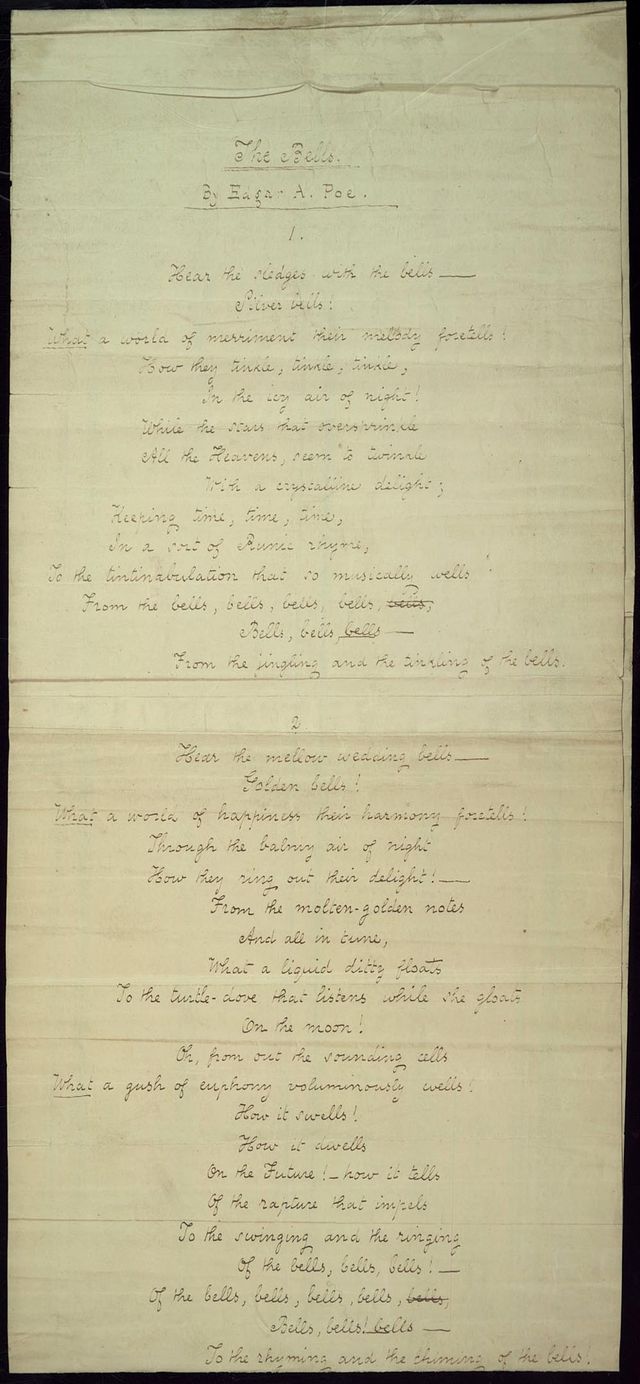 The Bells.
By Edgar A. Poe.
1.
Hear the sledges with the bells —
Silver bells!
What a world of merriment their melody foretells!
How they tinkle, tinkle, tinkle,
In the icy air of night!
While the stars that oversprinkle
All the Heavens, seem to twinkle
With a crystalline delight;
Keeping time, time, time,
In a sort of Runic rhyme,
To the tintinabulation that so musically wells
From the bells, bells, bells, bells, bells,
Bells, bells, bells —
From the jingling and the tinkling of the bells.
2
Hear the mellow wedding bells —
Golden bells!
What a world of happiness their harmony foretells!
Through the balmy air of night
How they ring out their delight! —
From the molten-golden notes
And all in tune,
What a liquid ditty floats
To the turtle-dove that listens while she gloats
On the moon!
Oh, from out the sounding cells
What a gush of euphony voluminously wells!
How it swells!
How it dwells
On the Future! — how it tells
Of the rapture that impels
To the swinging and the ringing
Of the bells, bells, bells! —
Of the bells, bells, bells, bells, bells,
Bells, bells! bells —
To the rhyming and the chiming of the bells!